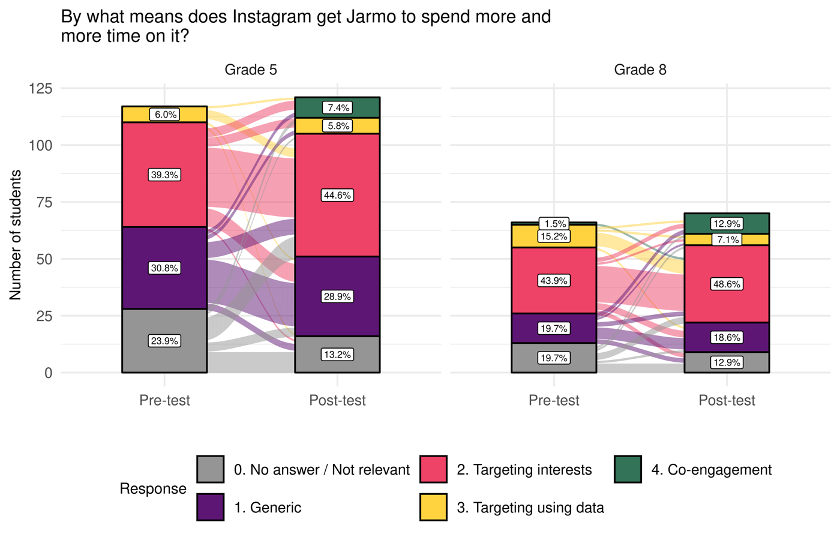 By what means does Instagram get Jarmo to spend more and
more time on it?
Grade 5
Grade 8
Number of students
125
100
75
50
25
0
6.0%
39.3%
30.8%
23.9%
7.4%
5.8%
44.6%
28.9%
13.2%
1.5%
15.2%
43.9%
19.7%
19.7%
12.9%
7.1%
48.6%
18.6%
12.9%
Pre-test
Post-test
Pre-test
Post-test
Response
0. No answer / Not relevant
1. Generic
2. Targeting interests
3. Targeting using data
4. Co-engagement